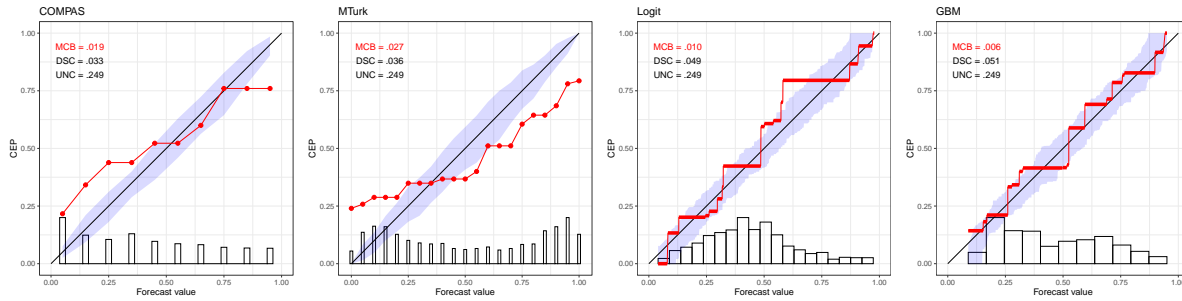 COMPAS
MCB = .019
DSC = .033
UNC = .249
CEP
1.00
0.75
0.50
0.25
0.00
0.00 0.25 0.50 0.75 1.00
Forecast value
MTurk
MCB = .027
DSC = .036
UNC = .249
CEP
1.00
0.75
0.50
0.25
0.00
0.00 0.25 0.50 0.75 1.00
Forecast value
Logit
MCB = .010
DSC = .049
UNC = .249
CEP
1.00
0.75
0.50
0.25
0.00
0.00 0.25 0.50 0.75 1.00
Forecast value
GBM
MCB = .006
DSC = .051
UNC = .249
CEP
1.00
0.75
0.50
0.25
0.00
0.00 0.25 0.50 0.75 1.00
Forecast value